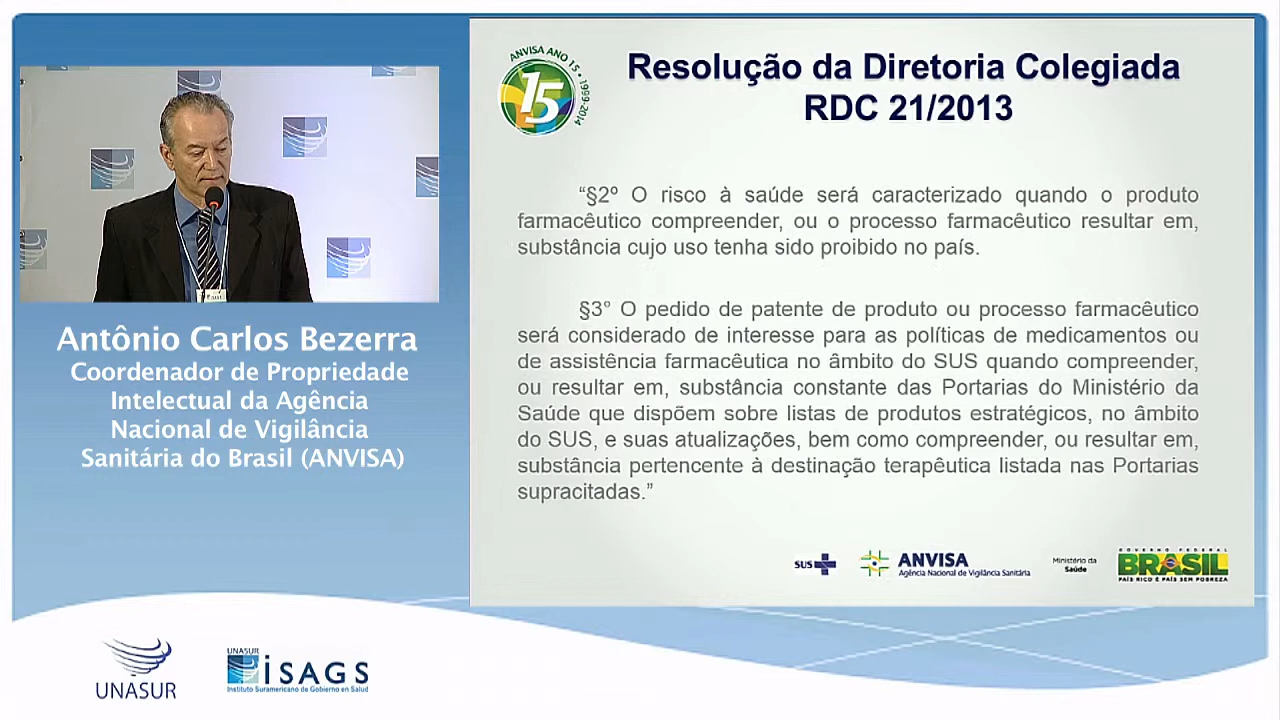 Antônio Carlos Bezerra
Coordenador de Propriedade
Intelectual da Agência
Nacional de Vigilância
Sanitária do Brasil (ANVISA)
UNASUR
UNASUR
iSAGS
Instituto Suramericano de Gobierno en Salud
ANVISA ANO 15 • 1999-2014
15
Resolução da Diretoria Colegiada
RDC 21/2013
“§2º O risco à saúde será caracterizado quando o produto
farmacêutico compreender, ou o processo farmacêutico resultar em,
substância cujo uso tenha sido proibido no país.
§3° O pedido de patente de produto ou processo farmacêutico
será considerado de interesse para as políticas de medicamentos ou
de assistência farmacêutica no âmbito do SUS quando compreender,
ou resultar em, substância constante das Portarias do Ministério da
Saúde que dispõem sobre listas de produtos estratégicos, no âmbito
do SUS, e suas atualizações, bem como compreender, ou resultar em,
substância pertencente à destinação terapêutica listada nas Portarias
supracitadas.”
SUS
ANVISA
Agência Nacional de Vigilância Sanitária
Ministério da
Saúde
GOVERNO FEDERAL
BRASIL
PAÍS RICO É PAÍS SEM POBREZA